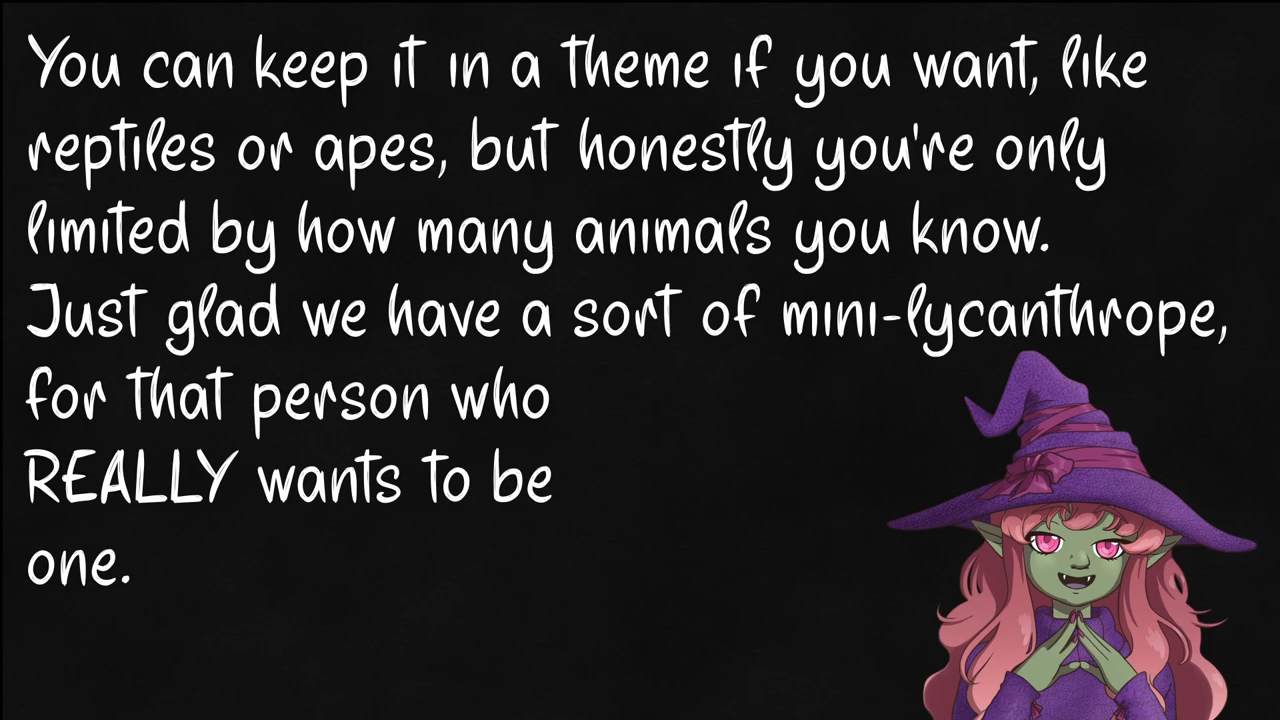 You can keep it in a theme if you want, like
reptiles or apes, but honestly you're only
limited by how many animals you know.
Just glad we have a sort of mini-lycanthrope,
for that person who
REALLY wants to be
one.